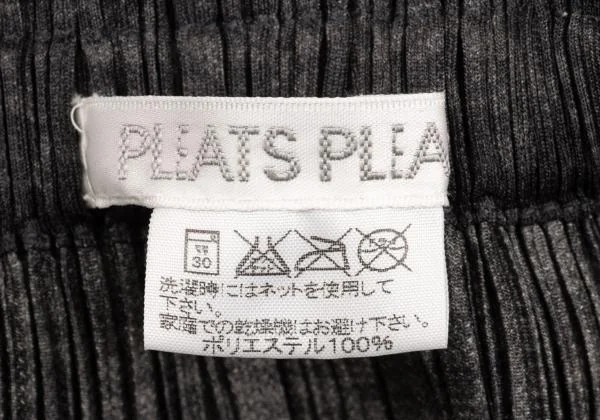 PLEATS PLEA
30
洗濯時にはネットを使用して
下さい。
家庭での乾燥機はお避け下さい。
ポリエステル100%